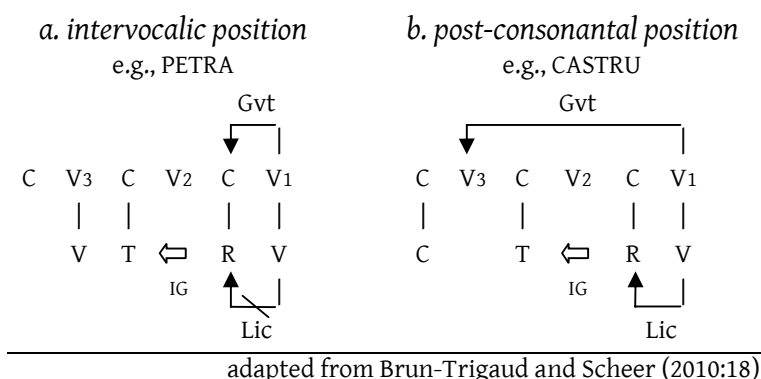 a. intervocalic position b. post-consonantal position
e.g., PETRA e.g., CASTRU
Gvt Gvt
C V3 C V2 C V1 C V3 C V2 C V1
V T R V C T R V
IG IG
Lic Lic
adapted from Brun-Trigaud and Scheer (2010:18)